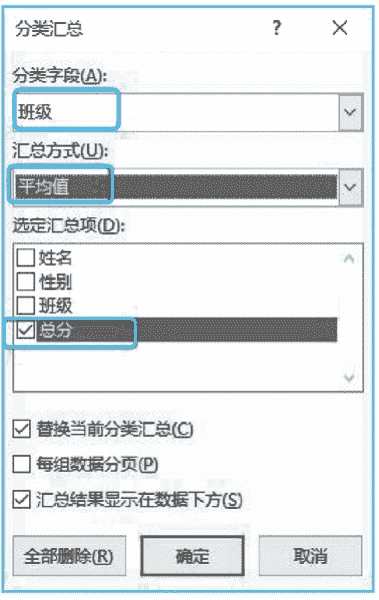 分类汇总 ?
分类字段(A):
班级
汇总方式(U):
平均值
选定汇总项(D):
姓名
性别
班级
总分
替换当前分类汇总(C)
每组数据分页(P)
汇总结果显示在数据下方(S)
全部删除(R) 确定 取消